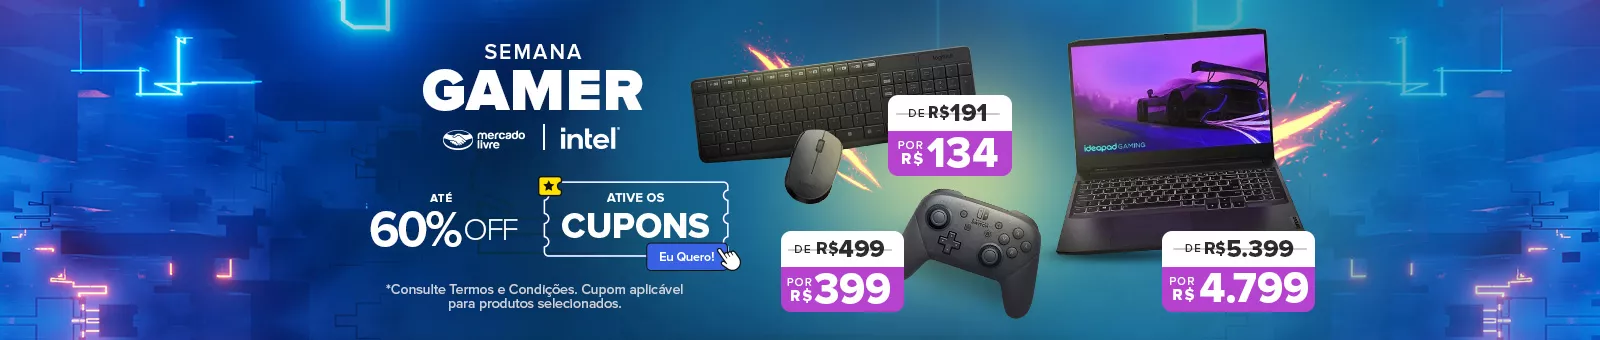 SEMANA
GAMER
mercado
livre
intel
ATÉ
60% OFF
ATIVE OS
CUPONS
Eu Quero!
*Consulte Termos e Condições. Cupom aplicável
para produtos selecionados.
logitech
DE R$191
POR
R$ 134
DE R$499
POR
R$ 399
ideapad GAMING
DE R$5.399
POR
R$ 4.799